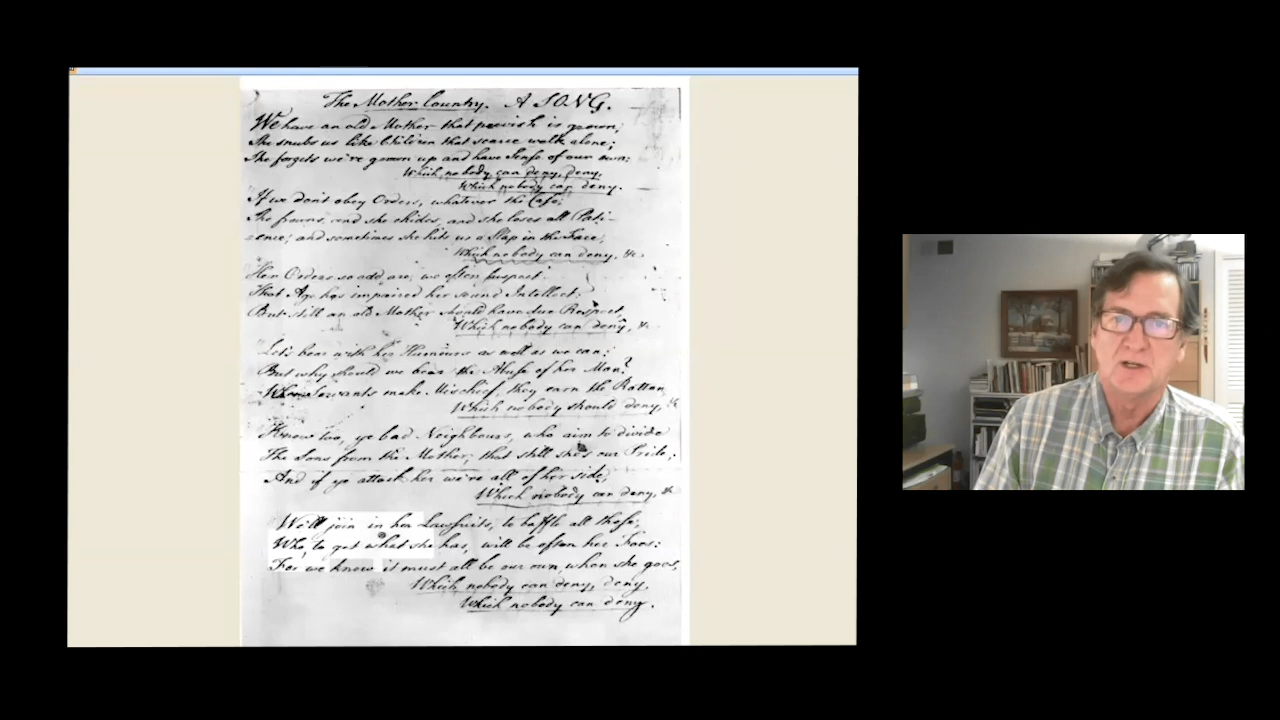 The Mother Country. A SONG.
We have an old Mother that peevish is grown;
She snubs us like Children that scarce walk alone;
She forgets we're grown up and have Sense of our own:
Which nobody can deny, deny,
Which nobody can deny.
If we don't obey Orders, whatever the Case;
She frowns and she chides, and she loses all Pati-
ence; and sometimes she hits us a Slap in the Face,
Which nobody can deny, &c.
Her Orders so odd are, we often suspect
That Age has impaired her sound Intellect:
But still an old Mother should have due Respect,
Which nobody can deny, &c.
Let's bear with her Humours as well as we can:
But why should we bear the Abuse of her Man?
When Servants make Mischief, they earn the Rattan,
Which nobody should deny, &c.
Know too, ye bad Neighbours, who aim to divide
The Sons from the Mother, that still she's our Pride;
And if ye attack her we're all of her side,
Which nobody can deny, &c.
We'll join in her Lawsuits, to baffle all those,
Who, to get what she has, will be often her Foes:
For we know it must all be our own, when she goes,
Which nobody can deny, deny,
Which nobody can deny.